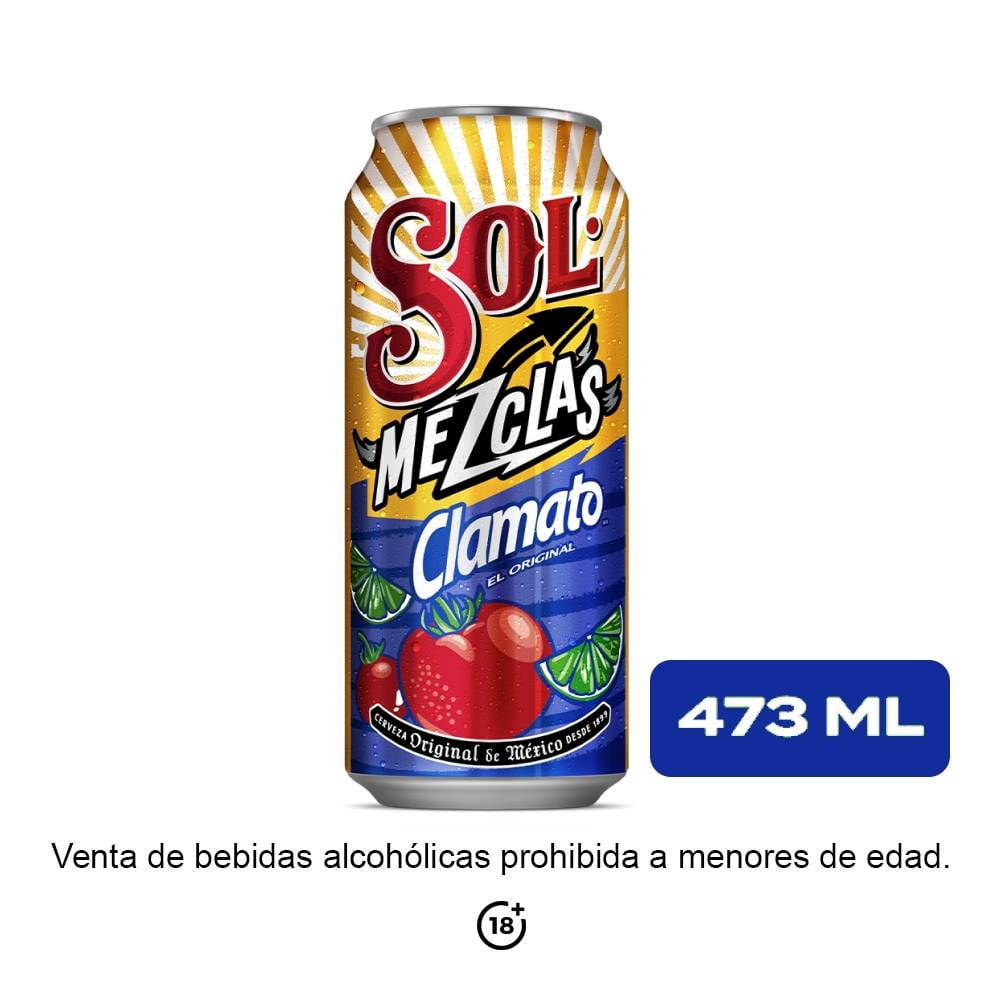 SOL
MEZCLAS
Clamato
EL ORIGINAL
CERVEZA Original de México DESDE 1899
473 ML
Venta de bebidas alcohólicas prohibida a menores de edad.
18+